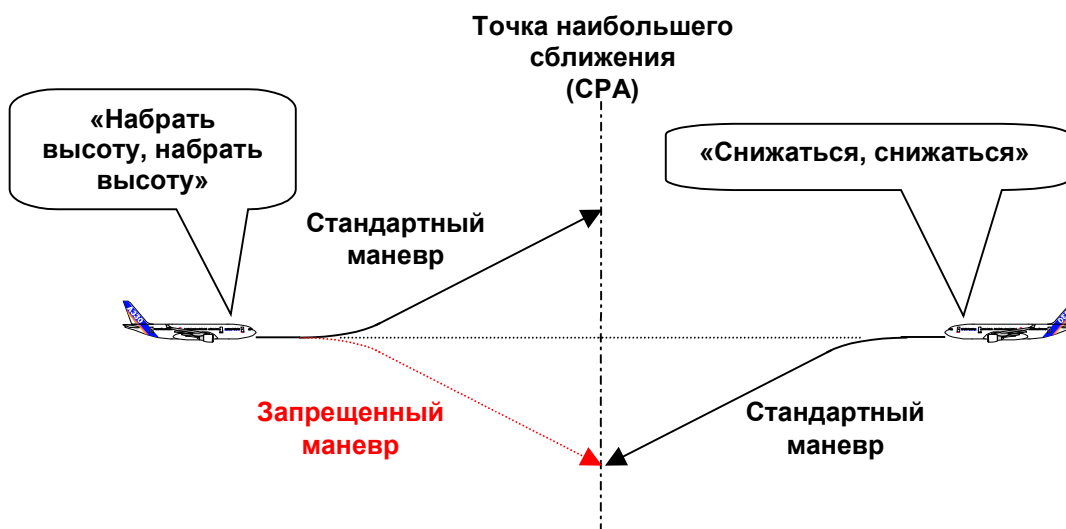 Точка наибольшего
сближения
(CPA)
«Набрать
высоту, набрать
высоту»
«Снижаться, снижаться»
Стандартный
маневр
Запрещенный
маневр
Стандартный
маневр